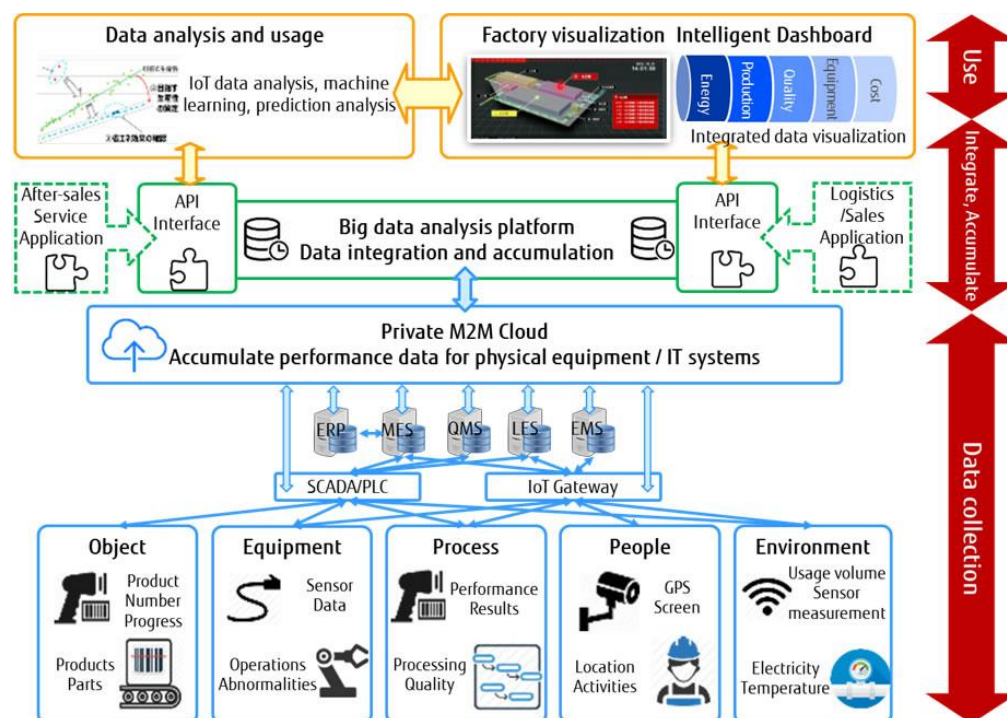 Data analysis and usage
IoT data analysis, machine
learning, prediction analysis
Factory visualization
Intelligent Dashboard
Energy
Production
Quality
Equipment
Cost
Integrated data visualization
Use
After-sales
Service
Application
API
Interface
Big data analysis platform
Data integration and accumulation
API
Interface
Logistics
/Sales
Application
Integrate, Accumulate
Private M2M Cloud
Accumulate performance data for physical equipment / IT systems
ERP
MES
QMS
LES
EMS
SCADA/PLC
IoT Gateway
Data collection
Object
Product
Number
Progress
Products
Parts
Equipment
Sensor
Data
Operations
Abnormalities
Process
Performance
Results
Processing
Quality
People
GPS
Screen
Location
Activities
Environment
Usage volume
Sensor
measurement
Electricity
Temperature